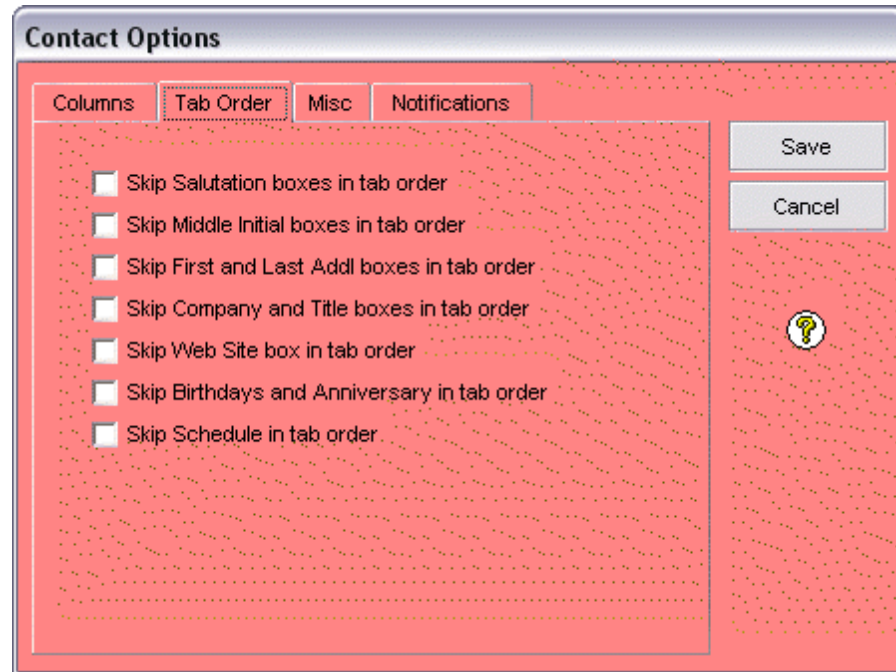 Contact Options
Columns
Tab Order
Misc
Notifications
Save
Cancel
Skip Salutation boxes in tab order
Skip Middle Initial boxes in tab order
Skip First and Last Addl boxes in tab order
Skip Company and Title boxes in tab order
Skip Web Site box in tab order
Skip Birthdays and Anniversary in tab order
Skip Schedule in tab order
?